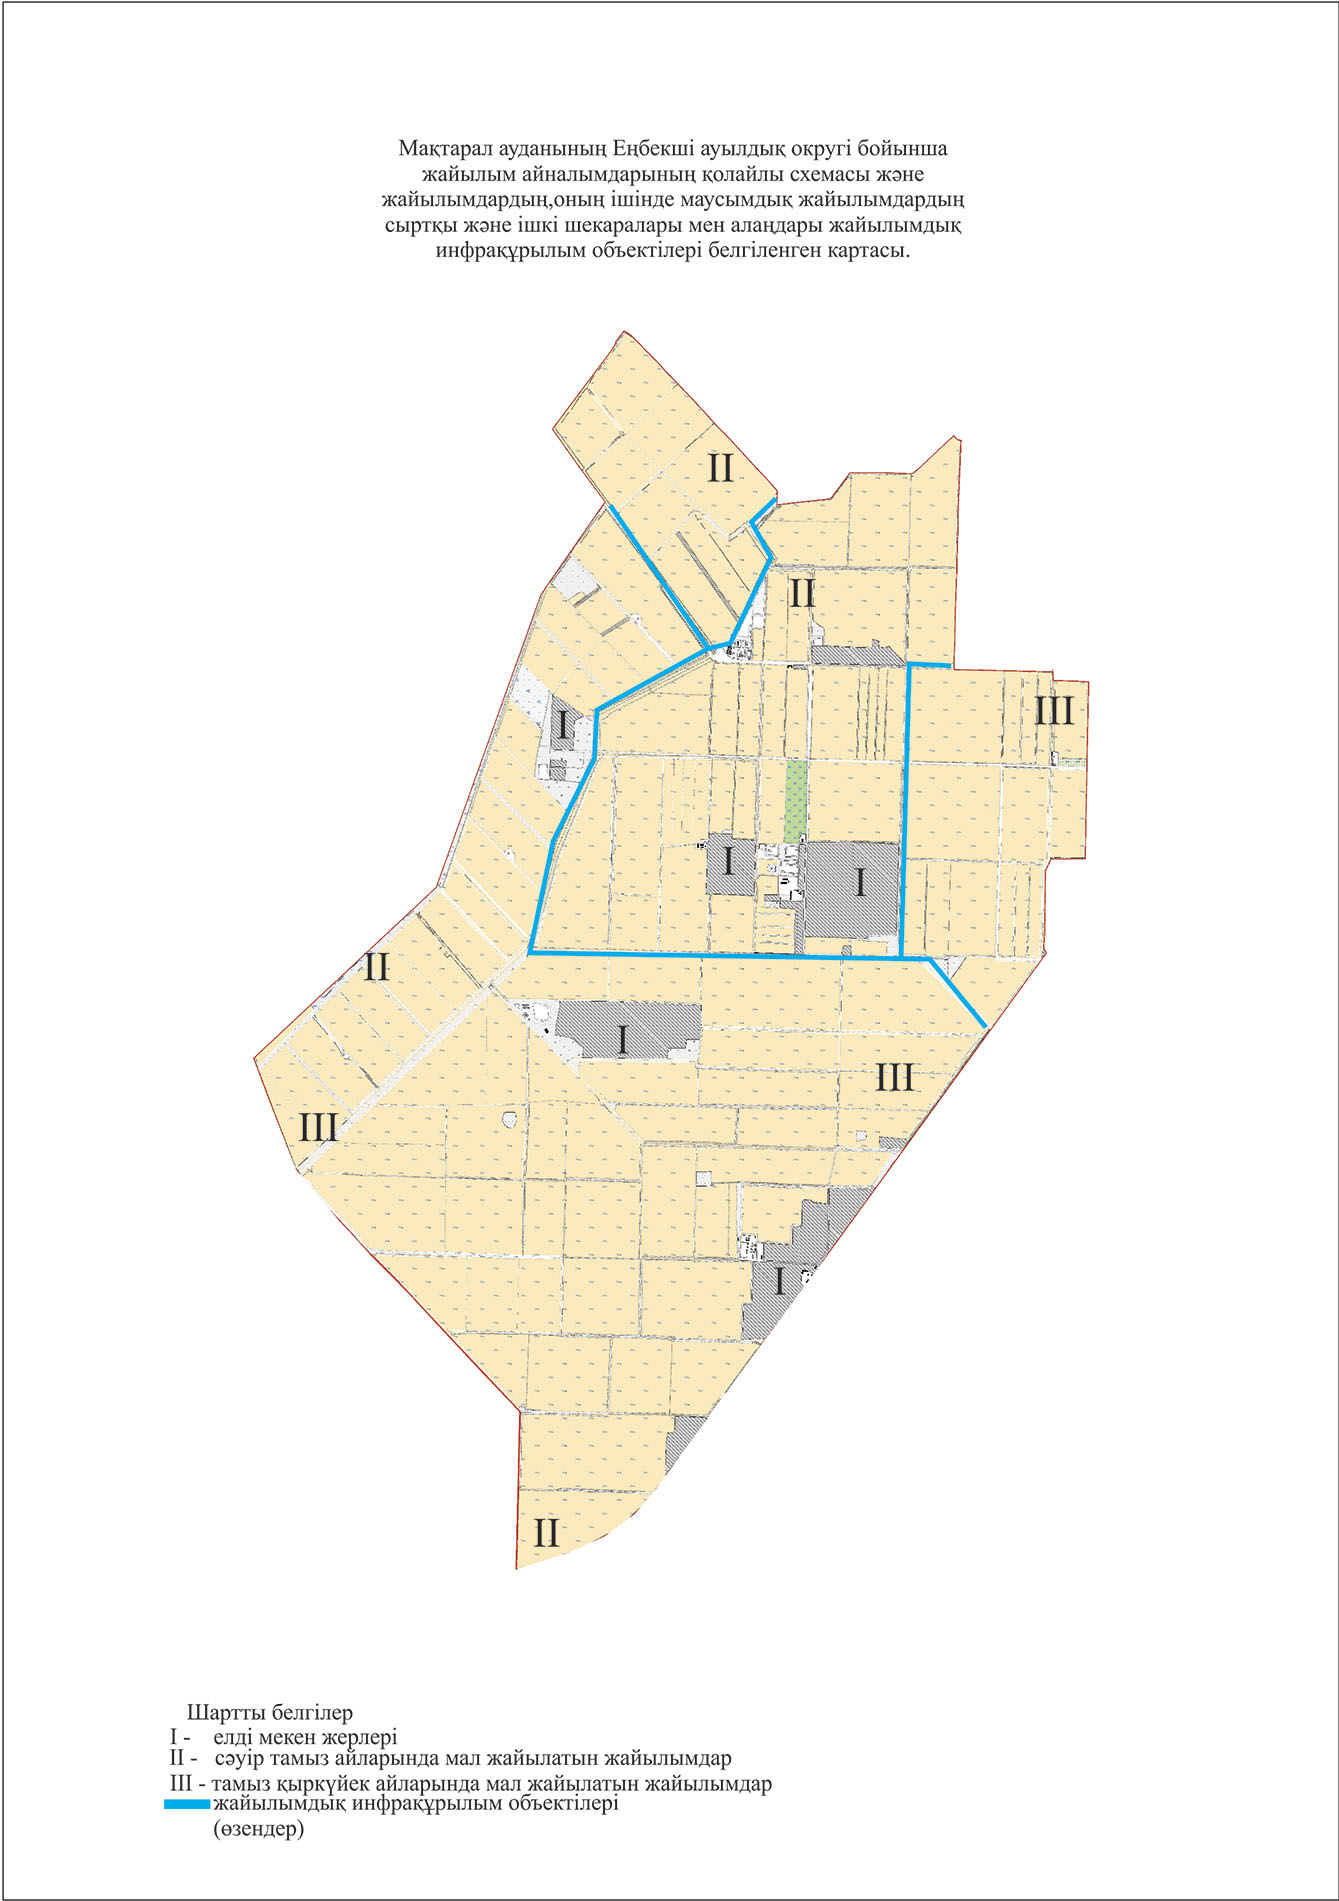 Мақтарал ауданының Еңбекші ауылдық округі бойынша
жайылым айналымдарының қолайлы схемасы және
жайылымдардың,оның ішінде маусымдық жайылымдардың
сыртқы және ішкі шекаралары мен алаңдары жайылымдық
инфрақұрылым объектілері белгіленген картасы.
II
II
III
I
I
I
II
I
III
III
I
II
Шартты белгілер
I - елді мекен жерлері
II - сәуір тамыз айларында мал жайылатын жайылымдар
III - тамыз қыркүйек айларында мал жайылатын жайылымдар
жайылымдық инфрақұрылым объектілері
(өзендер)